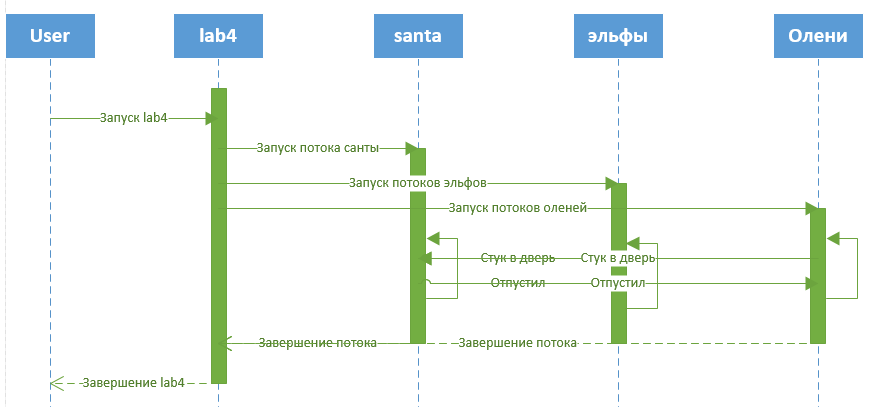 User lab4 santa эльфы Олени
Запуск lab4
Запуск потока санты
Запуск потоков эльфов
Запуск потоков оленей
Стук в дверь Стук в дверь
Отпустил Отпустил
Завершение потока Завершение потока
Завершение lab4